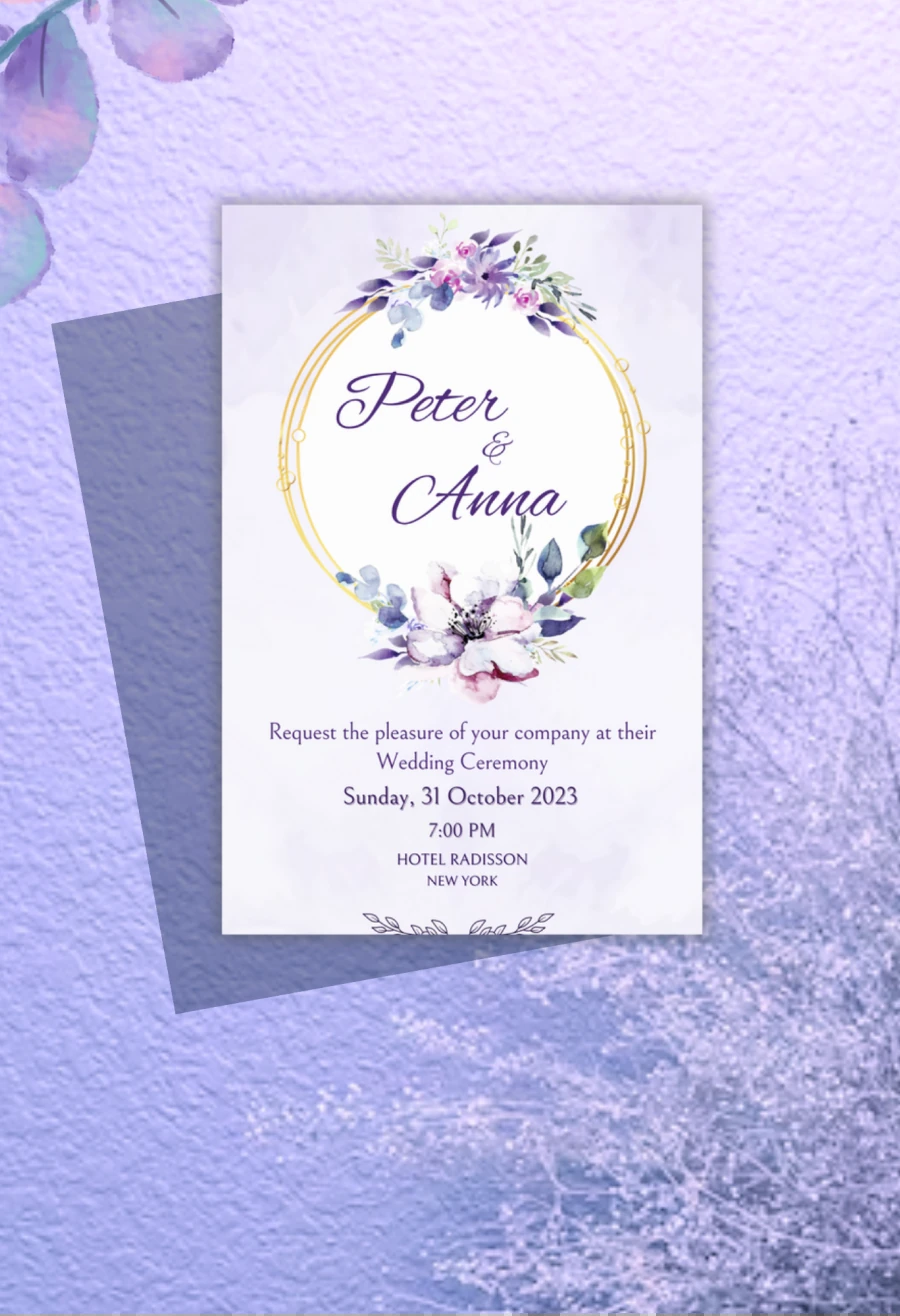 Peter
&
Anna
Request the pleasure of your company at their
Wedding Ceremony
Sunday, 31 October 2023
7:00 PM
HOTEL RADISSON
NEW YORK